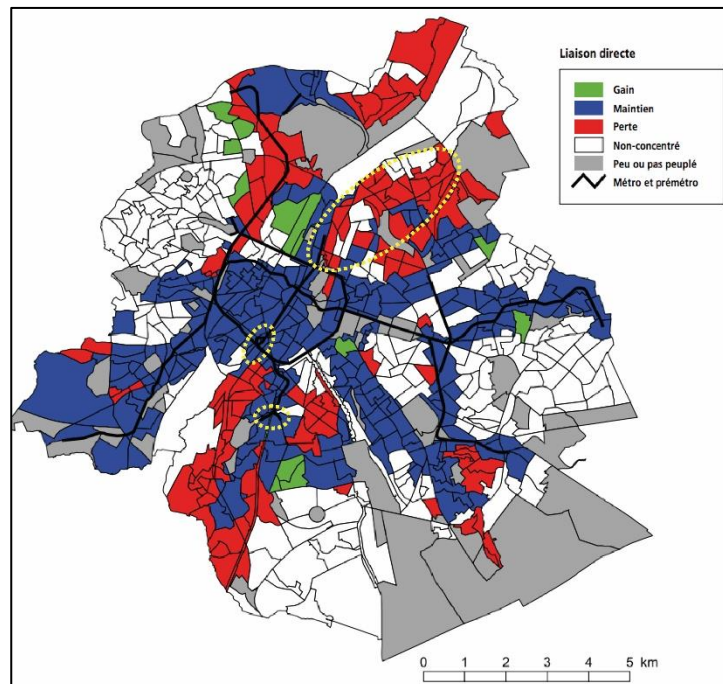 Liaison directe
Gain
Maintien
Perte
Non-concentré
Peu ou pas peuplé
Métro et prémétro
0 1 2 3 4 5 km